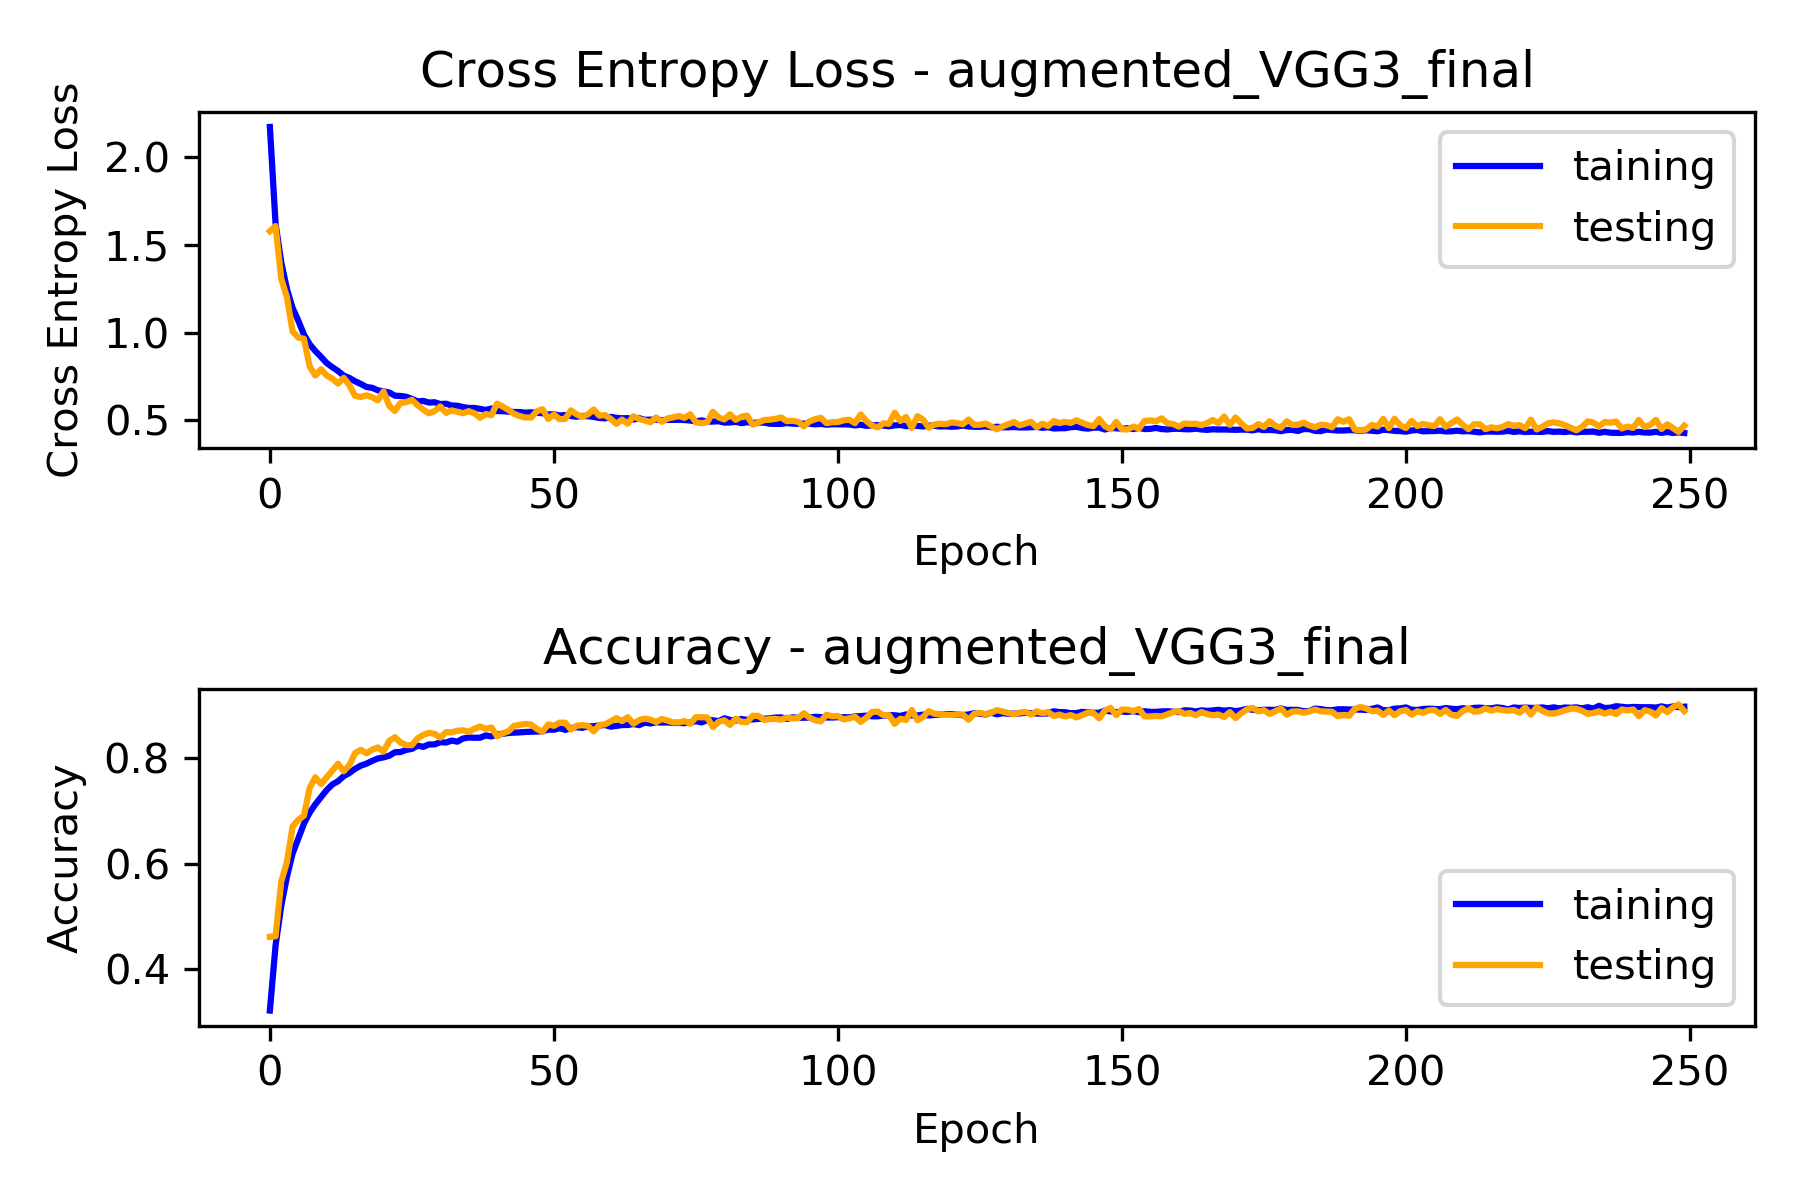 Cross Entropy Loss - augmented_VGG3_final
Cross Entropy Loss
2.0
1.5
1.0
0.5
taining
testing
0 50 100 150 200 250
Epoch
Accuracy - augmented_VGG3_final
Accuracy
0.8
0.6
0.4
taining
testing
0 50 100 150 200 250
Epoch